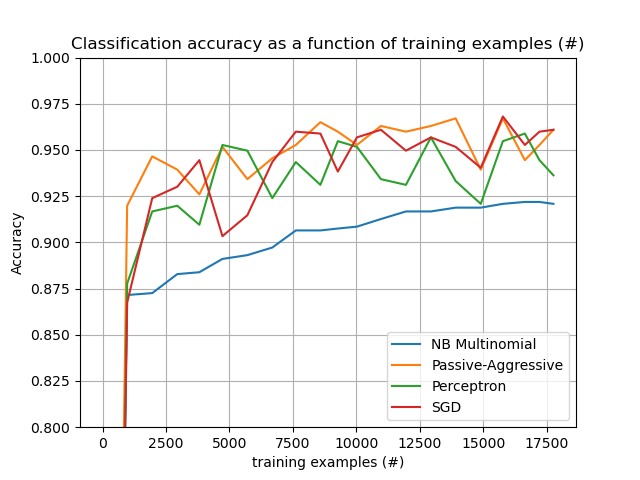 Classification accuracy as a function of training examples (#)
1.000
0.975
0.950
0.925
0.900
0.875
0.850
0.825
0.800
Accuracy
NB Multinomial
Passive-Aggressive
Perceptron
SGD
0 2500 5000 7500 10000 12500 15000 17500
training examples (#)